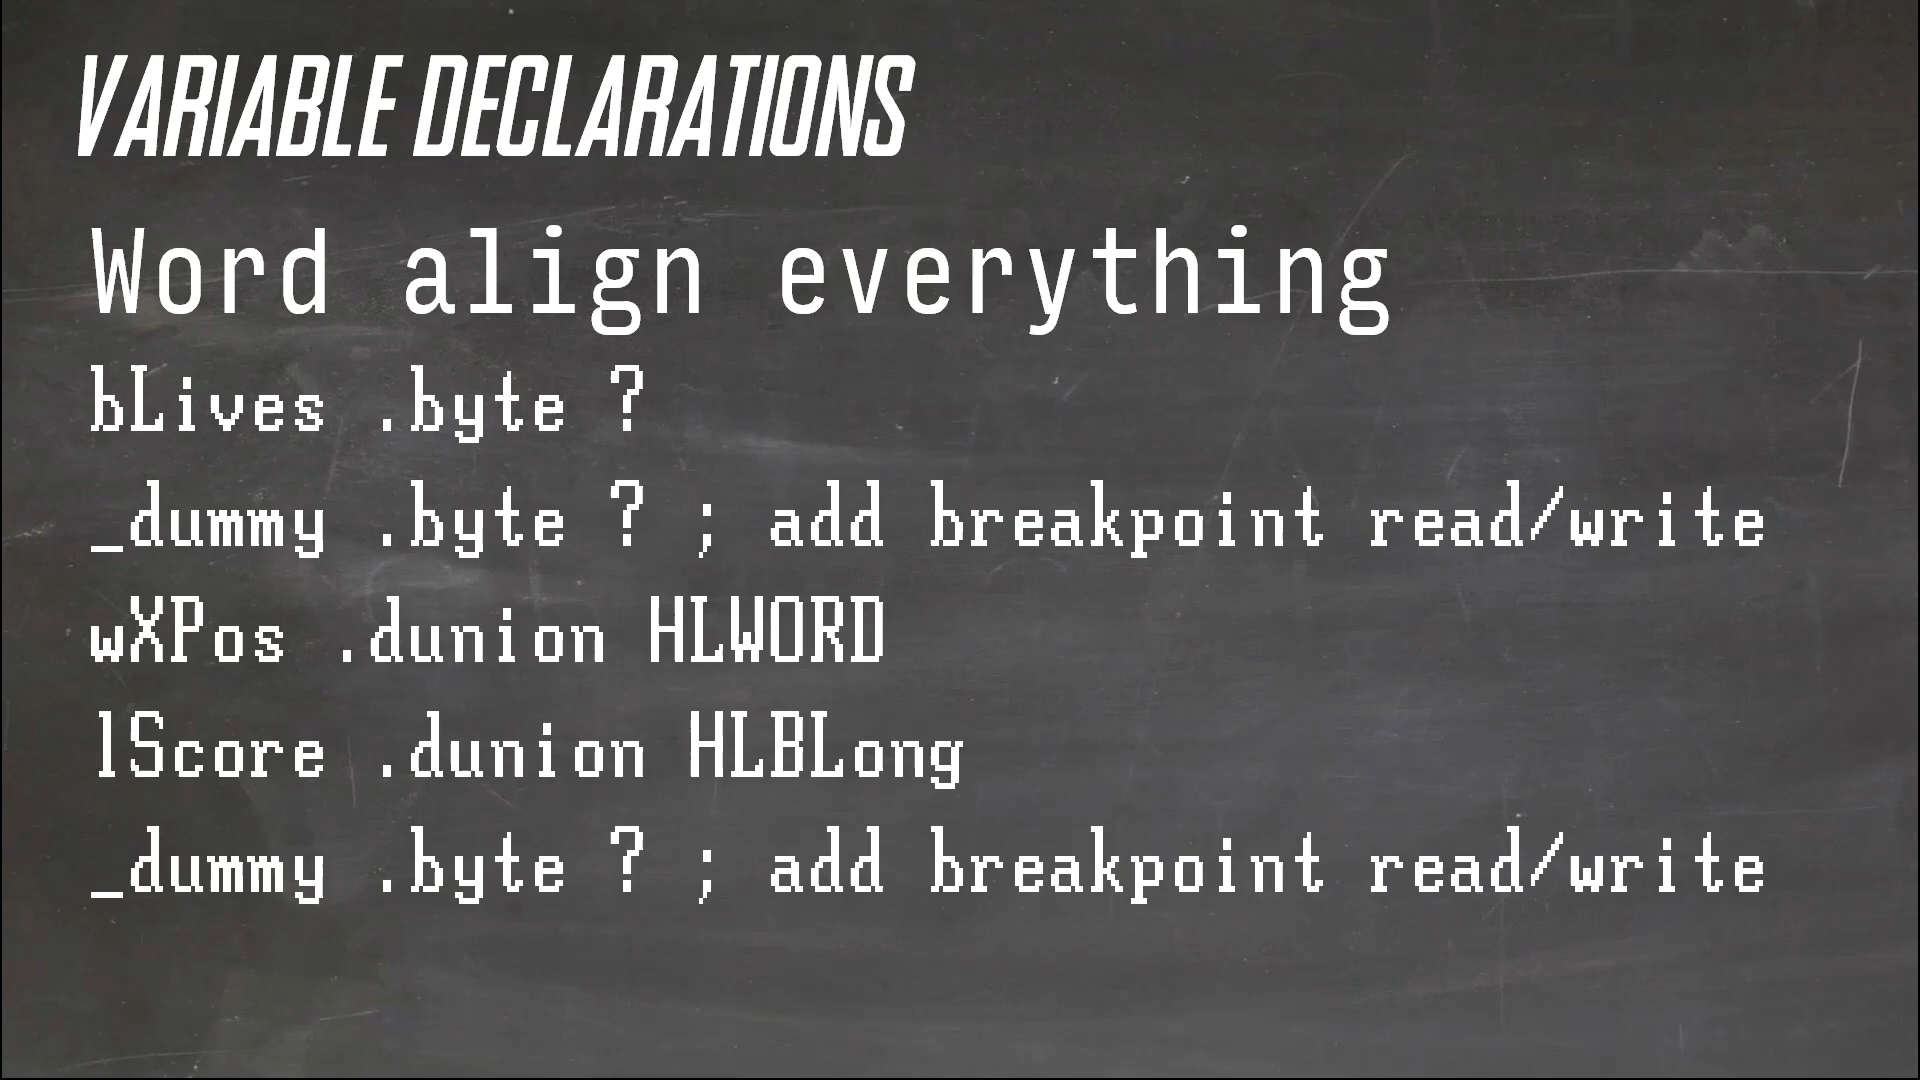 VARIABLE DECLARATIONS
Word align everything
bLives .byte ?
_dummy .byte ? ; add breakpoint read/write
wXPos .dunion HLWORD
lScore .dunion HLBLong
_dummy .byte ? ; add breakpoint read/write